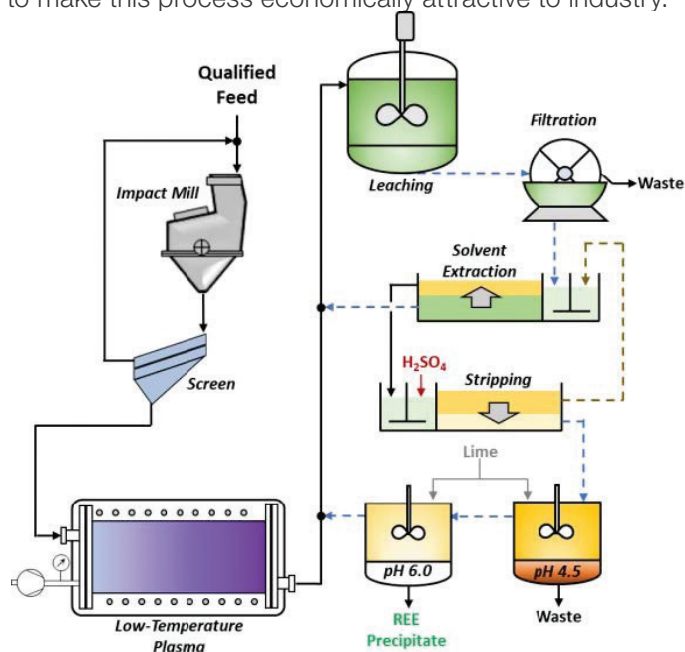 to make this process economically attractive to industry.
Qualified
Feed
Impact Mill
Screen
Low-Temperature
Plasma
Leaching
Filtration
Waste
Solvent
Extraction
H₂SO₄
Stripping
Lime
pH 6.0
pH 4.5
REE
Precipitate
Waste